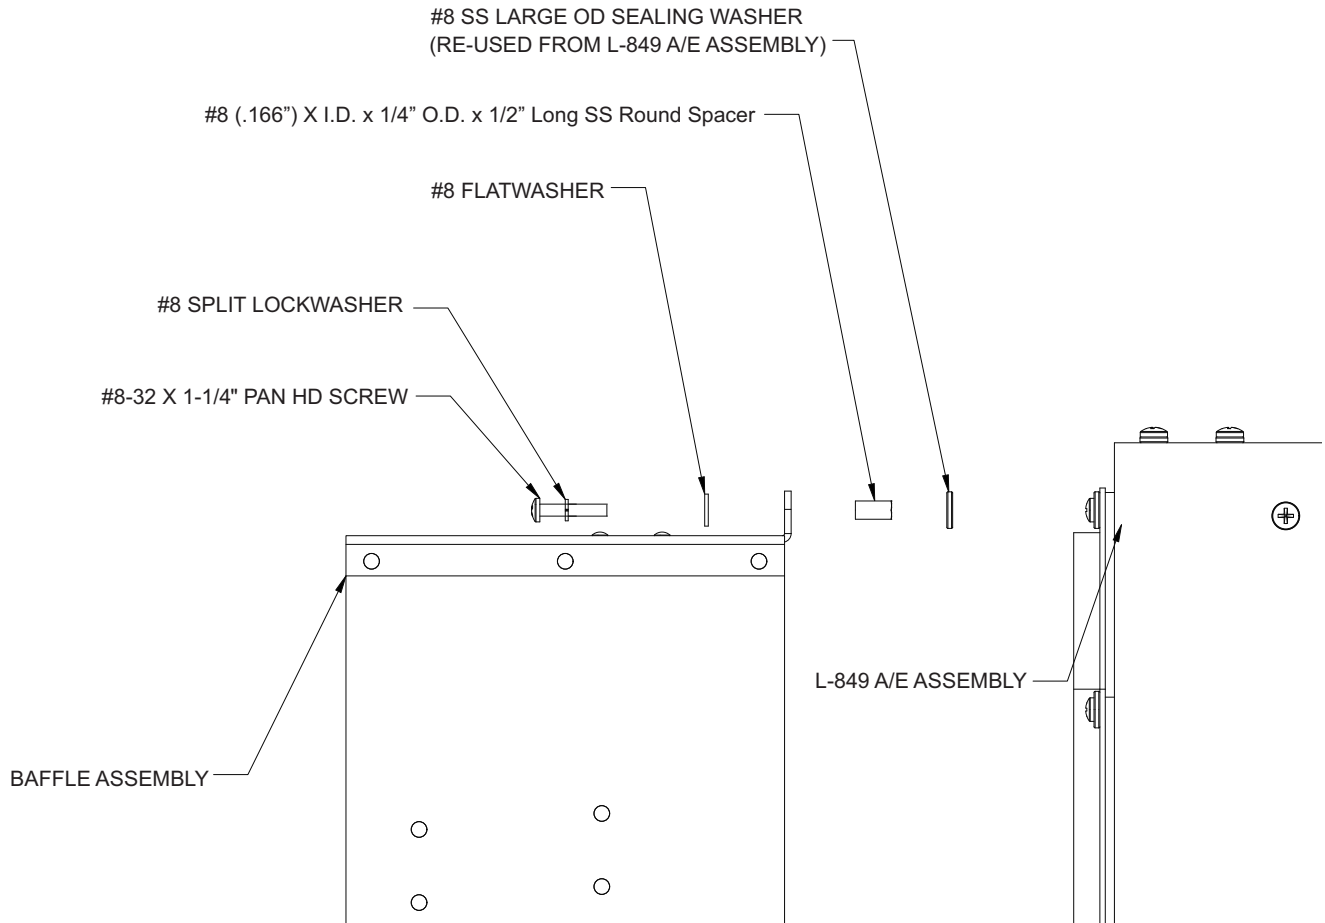 #8 SS LARGE OD SEALING WASHER
(RE-USED FROM L-849 A/E ASSEMBLY)
#8 (.166”) X I.D. x 1/4” O.D. x 1/2” Long SS Round Spacer
#8 FLATWASHER
#8 SPLIT LOCKWASHER
#8-32 X 1-1/4" PAN HD SCREW
L-849 A/E ASSEMBLY
BAFFLE ASSEMBLY